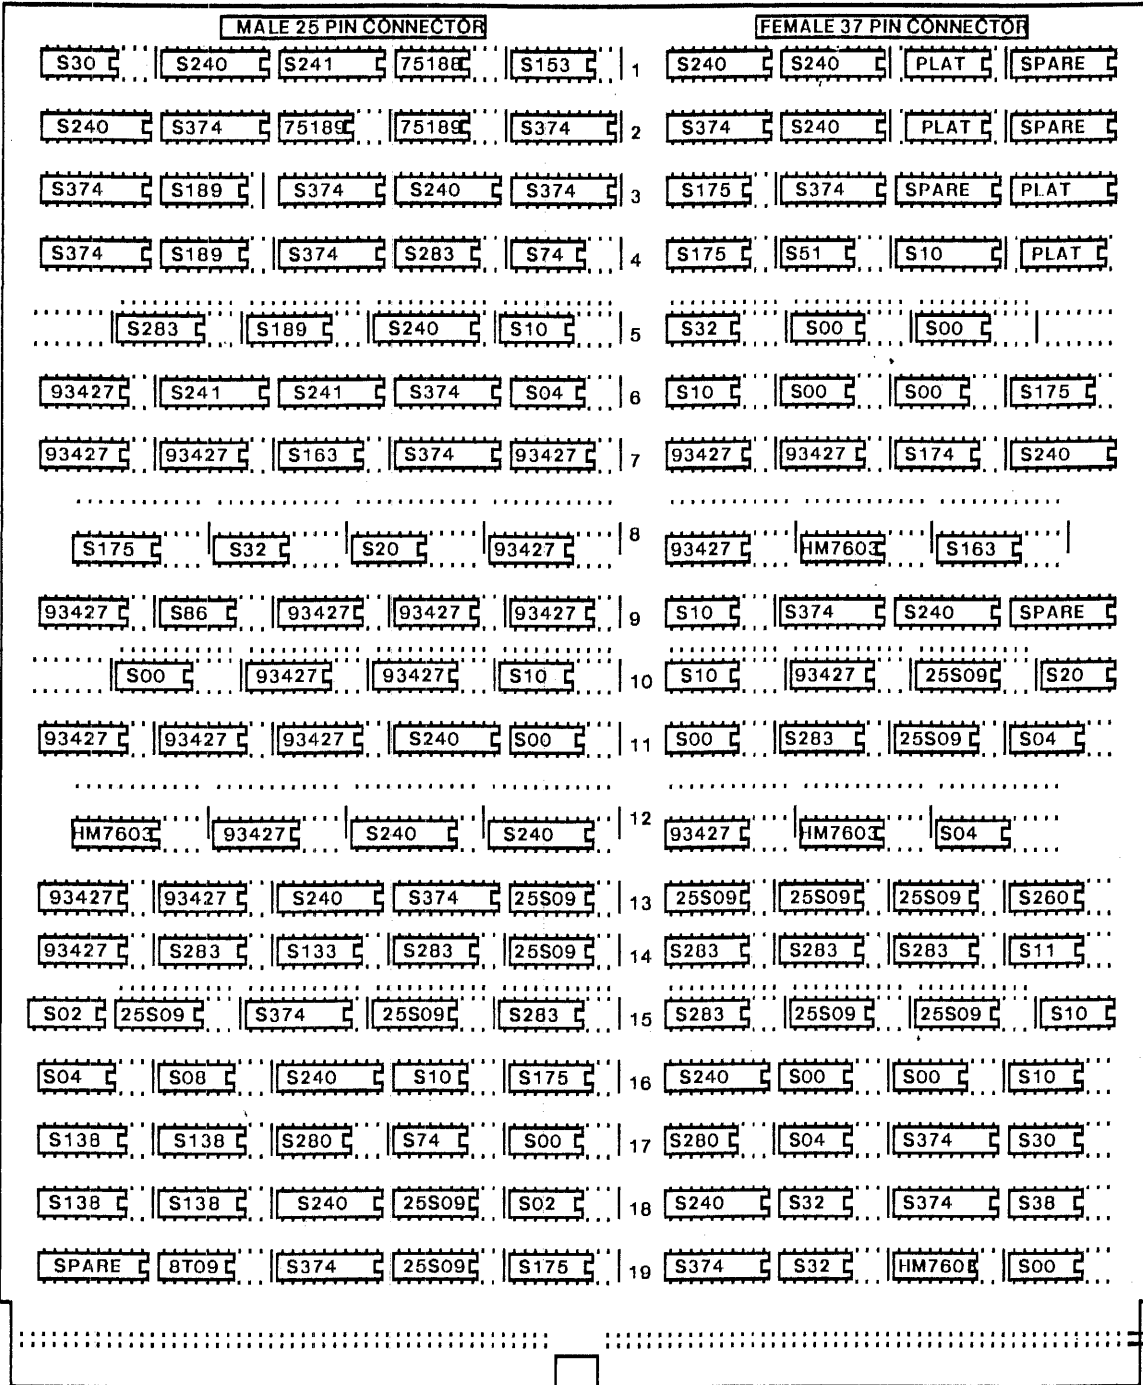 MALE 25 PIN CONNECTOR FEMALE 37 PIN CONNECTOR
S30 S240 S241 75188 S153 1 S240 S240 PLAT SPARE
S240 S374 75189 75189 S374 2 S374 S240 PLAT SPARE
S374 S189 S374 S240 S374 3 S175 S374 SPARE PLAT
S374 S189 S374 S283 S74 4 S175 S51 S10 PLAT
S283 S189 S240 S10 5 S32 S00 S00
93427 S241 S241 S374 S04 6 S10 S00 S00 S175
93427 93427 S163 S374 93427 7 93427 93427 S174 S240
S175 S32 S20 93427 8 93427 HM7603 S163
93427 S86 93427 93427 93427 9 S10 S374 S240 SPARE
S00 93427 93427 S10 10 S10 93427 25S09 S20
93427 93427 93427 S240 S00 11 S00 S283 25S09 S04
HM7603 93427 S240 S240 12 93427 HM7603 S04
93427 93427 S240 S374 25S09 13 25S09 25S09 25S09 S260
93427 S283 S133 S283 25S09 14 S283 S283 S283 S11
S02 25S09 S374 25S09 S283 15 S283 25S09 25S09 S10
S04 S08 S240 S10 S175 16 S240 S00 S00 S10
S138 S138 S280 S74 S00 17 S280 S04 S374 S30
S138 S138 S240 25S09 S02 18 S240 S32 S374 S38
SPARE 8T09 S374 25S09 S175 19 S374 S32 S00